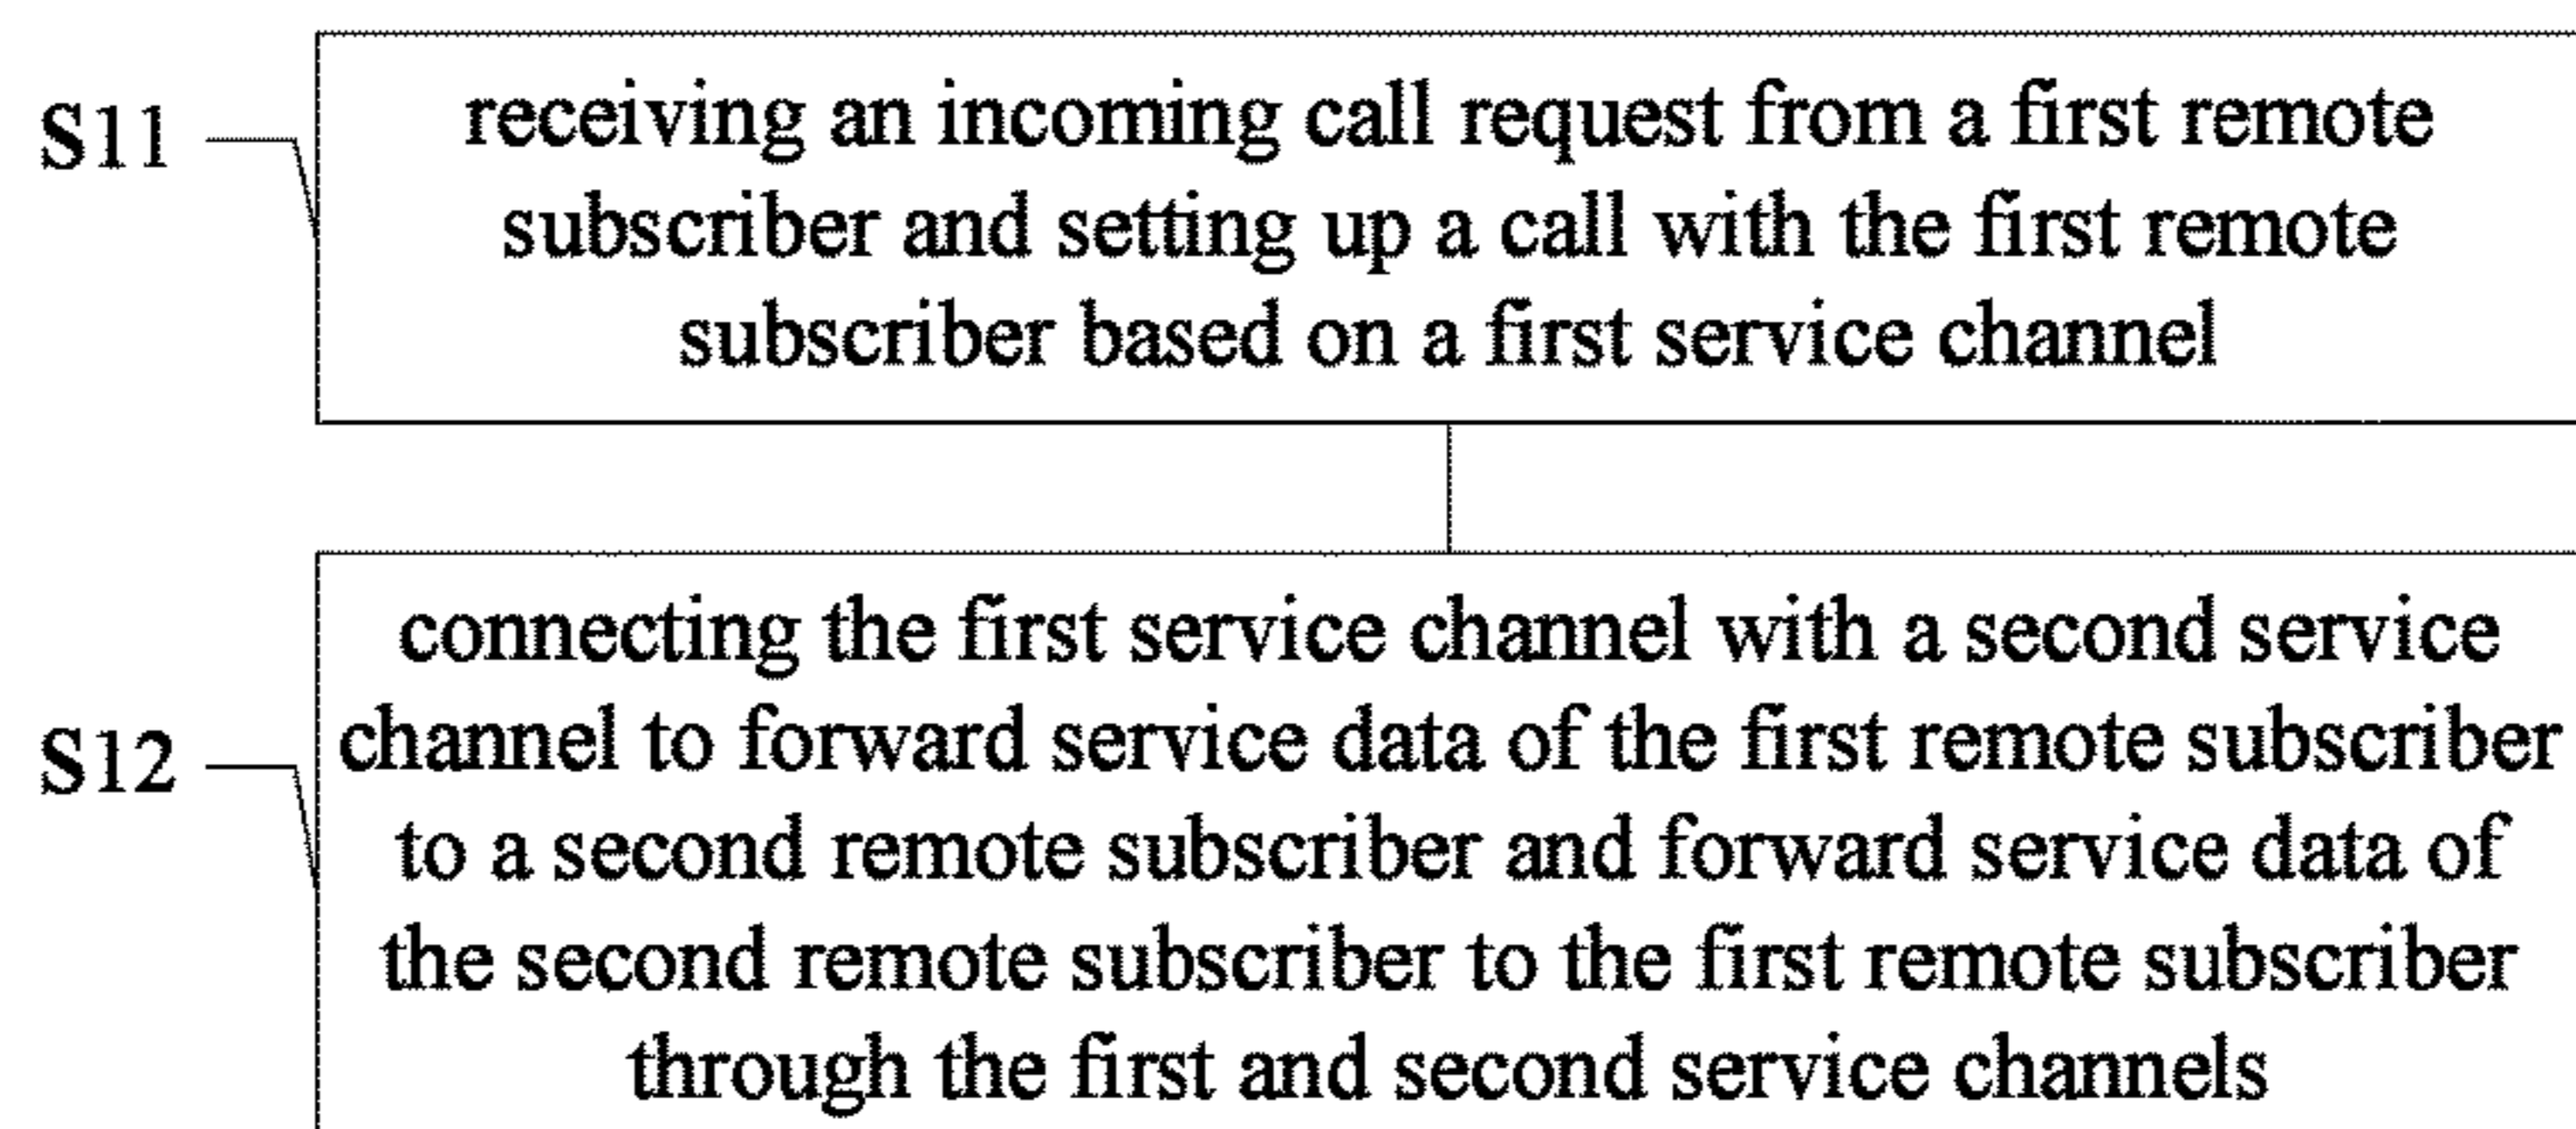 S11
receiving an incoming call request from a first remote
subscriber and setting up a call with the first remote
subscriber based on a first service channel
S12
connecting the first service channel with a second service
channel to forward service data of the first remote subscriber
to a second remote subscriber and forward service data of
the second remote subscriber to the first remote subscriber
through the first and second service channels